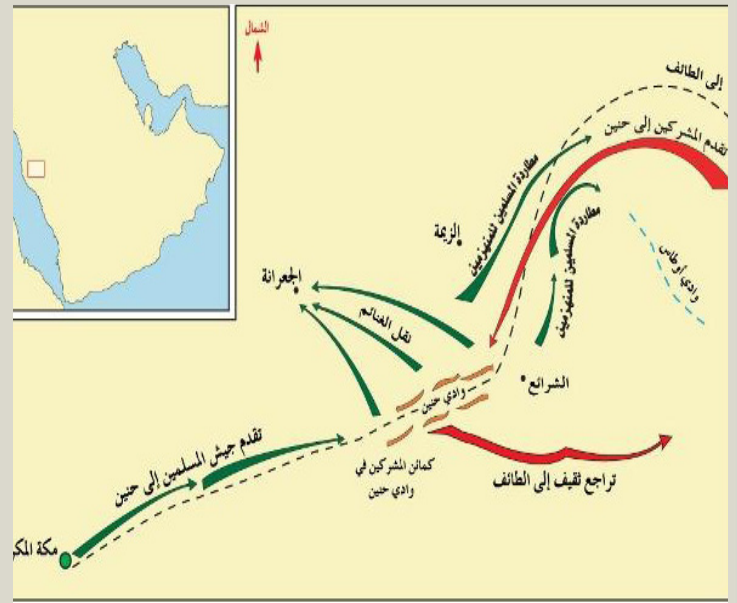 الشمال
إلى الطائف
تقدم المشركين إلى حنين
مطاردة المسلمين للمنهزمين
مطاردة المسلمين للمنهزمين
الزيمة
وادي أوطاس
الجعرانة
نقل الغنائم
الشرائع
وادي حنين
تقدم جيش المسلمين إلى حنين
كمائن المشركين في
وادي حنين
تراجع ثقيف إلى الطائف
مكة المكر